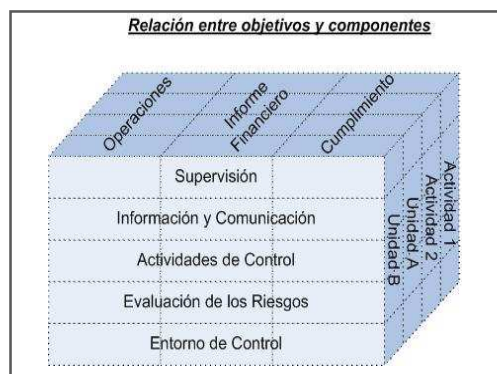 Relación entre objetivos y componentes
Operaciones
Informe
Financiero
Cumplimiento
Supervisión
Información y Comunicación
Actividades de Control
Evaluación de los Riesgos
Entorno de Control
Unidad B
Unidad A
Actividad 2
Actividad 1